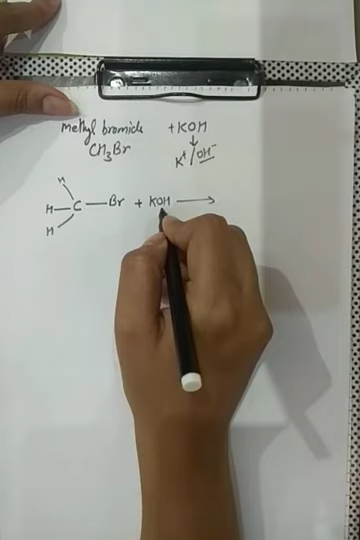 methyl bromide + KOH
CH₃Br K⁺/OH⁻
H
H—C—Br + KOH ⟶
H